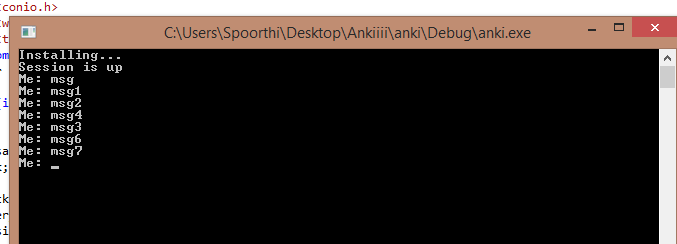 conio.h>
C:\Users\Spoorthi\Desktop\Ankiiii\anki\Debug\anki.exe
Installing...
Session is up
Me: msg
Me: msg1
Me: msg2
Me: msg4
Me: msg3
Me: msg6
Me: msg7
Me: _